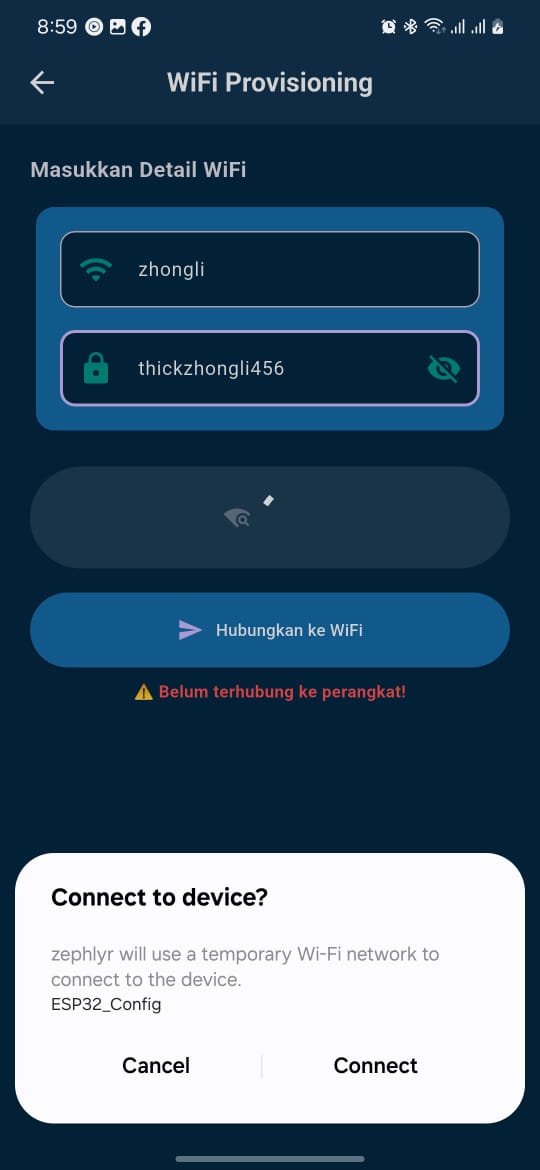 8:59
WiFi Provisioning
Masukkan Detail WiFi
zhongli
thickzhongli456
Hubungkan ke WiFi
Belum terhubung ke perangkat!
Connect to device?
zephlyr will use a temporary Wi-Fi network to
connect to the device.
ESP32_Config
Cancel
Connect